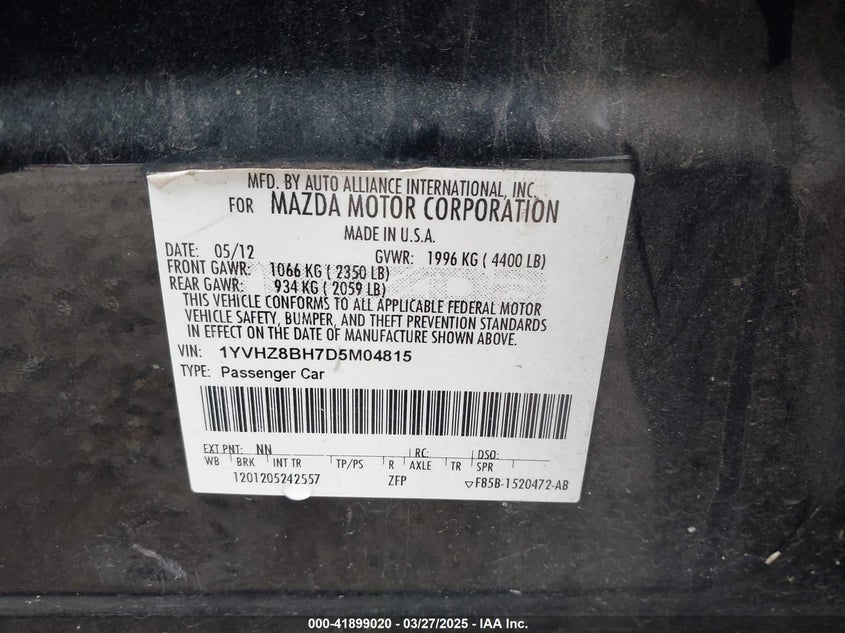 MFD. BY AUTO ALLIANCE INTERNATIONAL, INC.
FOR MAZDA MOTOR CORPORATION
MADE IN U.S.A.
DATE: 05/12 GVWR: 1996 KG ( 4400 LB)
FRONT GAWR: 1066 KG ( 2350 LB)
REAR GAWR: 934 KG ( 2059 LB)
THIS VEHICLE CONFORMS TO ALL APPLICABLE FEDERAL MOTOR
VEHICLE SAFETY, BUMPER, AND THEFT PREVENTION STANDARDS
IN EFFECT ON THE DATE OF MANUFACTURE SHOWN ABOVE.
VIN: 1YVHZ8BH7D5M04815
TYPE: Passenger Car
EXT PNT: NN RC: DSO:
WB BRK INT TR TP/PS R AXLE TR SPR
1201205242557 ZFP ▽FB5B-1520472-AB
000-41899020 / 03/27/2025 - IAA Inc.